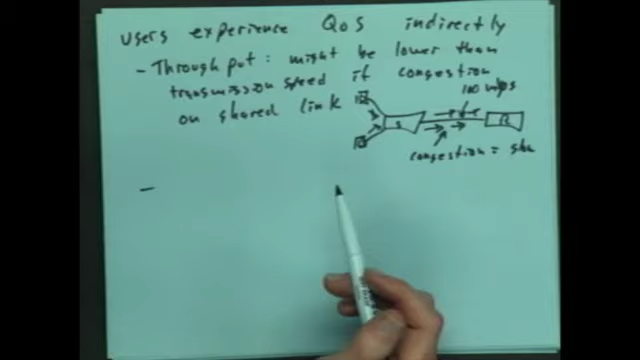 users experience QoS indirectly
- Throughput: might be lower than
transmission speed if congestion
on shared link
100 mbps
S
R
congestion = slow
-